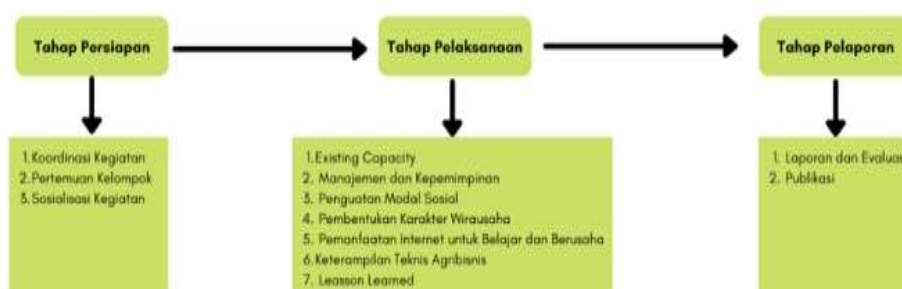 Tahap Persiapan
Tahap Pelaksanaan
Tahap Pelaporan
1.Koordinasi Kegiatan
2.Pertemuan Kelompok
3.Sosialisasi Kegiatan
1.Existing Capacity
2. Manajemen dan Kepemimpinan
3. Penguatan Modal Sosial
4. Pembentukan Karakter Wirausaha
5. Pemanfaatan Internet untuk Belajar dan Berusaha
6.Keterampilan Teknis Agribisnis
7. Leasson Learned
1. Laporan dan Evaluas
2. Publikasi